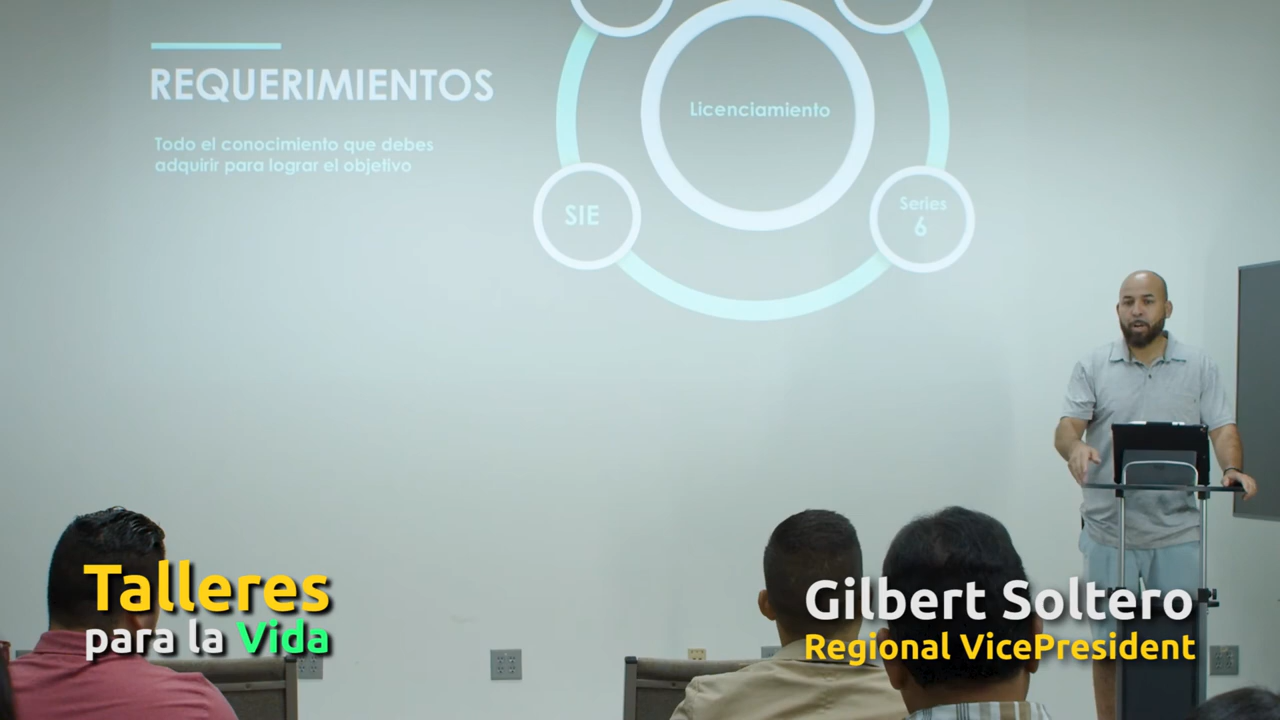 REQUERIMIENTOS
Todo el conocimiento que debes
adquirir para lograr el objetivo
Licenciamiento
SIE
Series
6
Talleres
para la Vida
Gilbert Soltero
Regional VicePresident